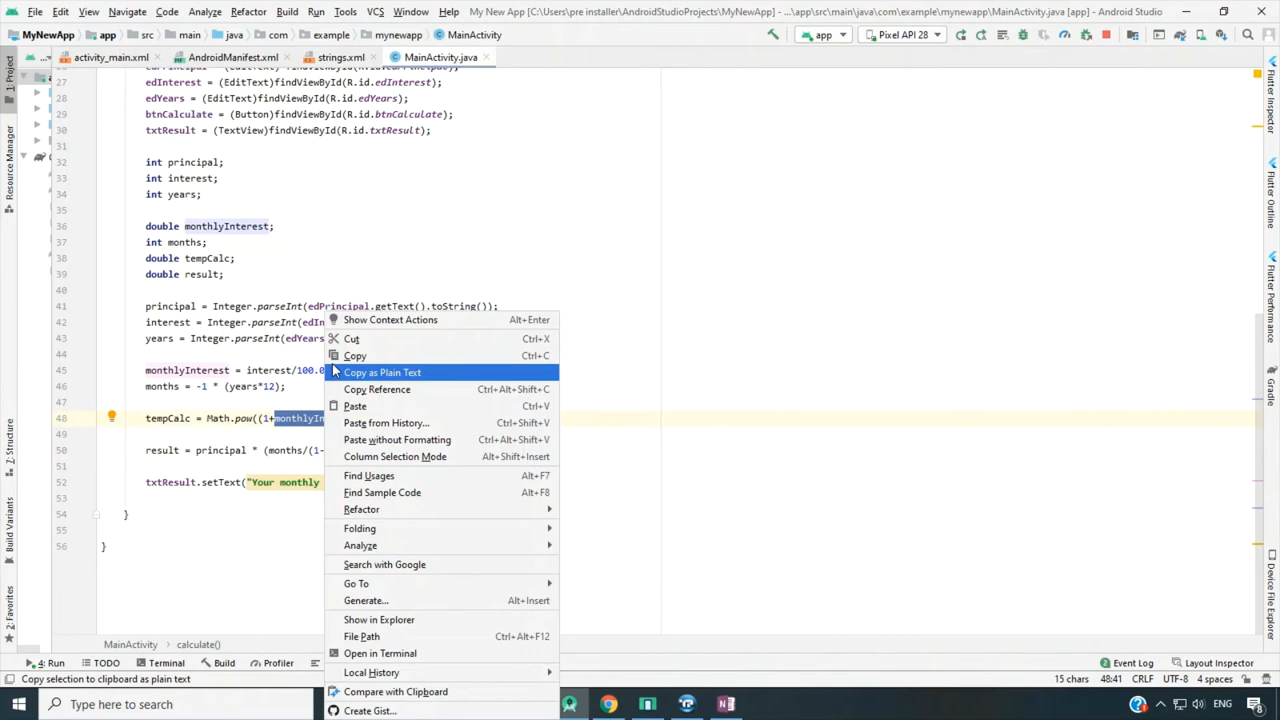 File Edit View Navigate Code Analyze Refactor Build Run Tools VCS Window Help My New App [C:\Users\pre installer\AndroidStudioProjects\MyNewApp] - app\src\main\java\com\example\mynewapp\MainActivity.java [app] - Android Studio
MyNewApp app src main java com example mynewapp MainActivity app Pixel API 28
activity_main.xml AndroidManifest.xml strings.xml MainActivity.java
27 edInterest = (EditText)findViewById(R.id.edInterest);
28 edYears = (EditText)findViewById(R.id.edYears);
29 btnCalculate = (Button)findViewById(R.id.btnCalculate);
30 txtResult = (TextView)findViewById(R.id.txtResult);
31
32 int principal;
33 int interest;
34 int years;
35
36 double monthlyInterest;
37 int months;
38 double tempCalc;
39 double result;
40
41 principal = Integer.parseInt(edPrincipal.getText().toString());
42 interest = Integer.parseInt(edIn
43 years = Integer.parseInt(edYears
44
45 monthlyInterest = interest/100.0
46 months = -1 * (years*12);
47
48 tempCalc = Math.pow((1+monthlyIn
49
50 result = principal * (months/(1-
51
52 txtResult.setText("Your monthly
53
54 }
55
56 }
Show Context Actions Alt+Enter
Cut Ctrl+X
Copy Ctrl+C
Copy as Plain Text
Copy Reference Ctrl+Alt+Shift+C
Paste Ctrl+V
Paste from History... Ctrl+Shift+V
Paste without Formatting Ctrl+Alt+Shift+V
Column Selection Mode Alt+Shift+Insert
Find Usages Alt+F7
Find Sample Code Alt+F8
Refactor
Folding
Analyze
Search with Google
Go To
Generate... Alt+Insert
Show in Explorer
File Path Ctrl+Alt+F12
Open in Terminal
Local History
Compare with Clipboard
Create Gist...
1: Project
Resource Manager
7: Structure
Build Variants
2: Favorites
Flutter Inspector
Flutter Outline
Flutter Performance
Gradle
Device File Explorer
MainActivity calculate()
4: Run TODO Terminal Build Profiler Event Log Layout Inspector
Copy selection to clipboard as plain text 15 chars 48:41 CRLF UTF-8 4 spaces
Type here to search ENG 8